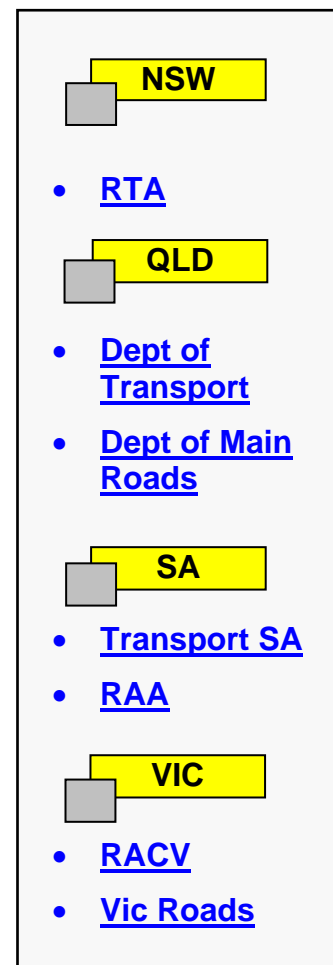 NSW
• RTA
QLD
• Dept of
Transport
• Dept of Main
Roads
SA
• Transport SA
• RAA
VIC
• RACV
• Vic Roads